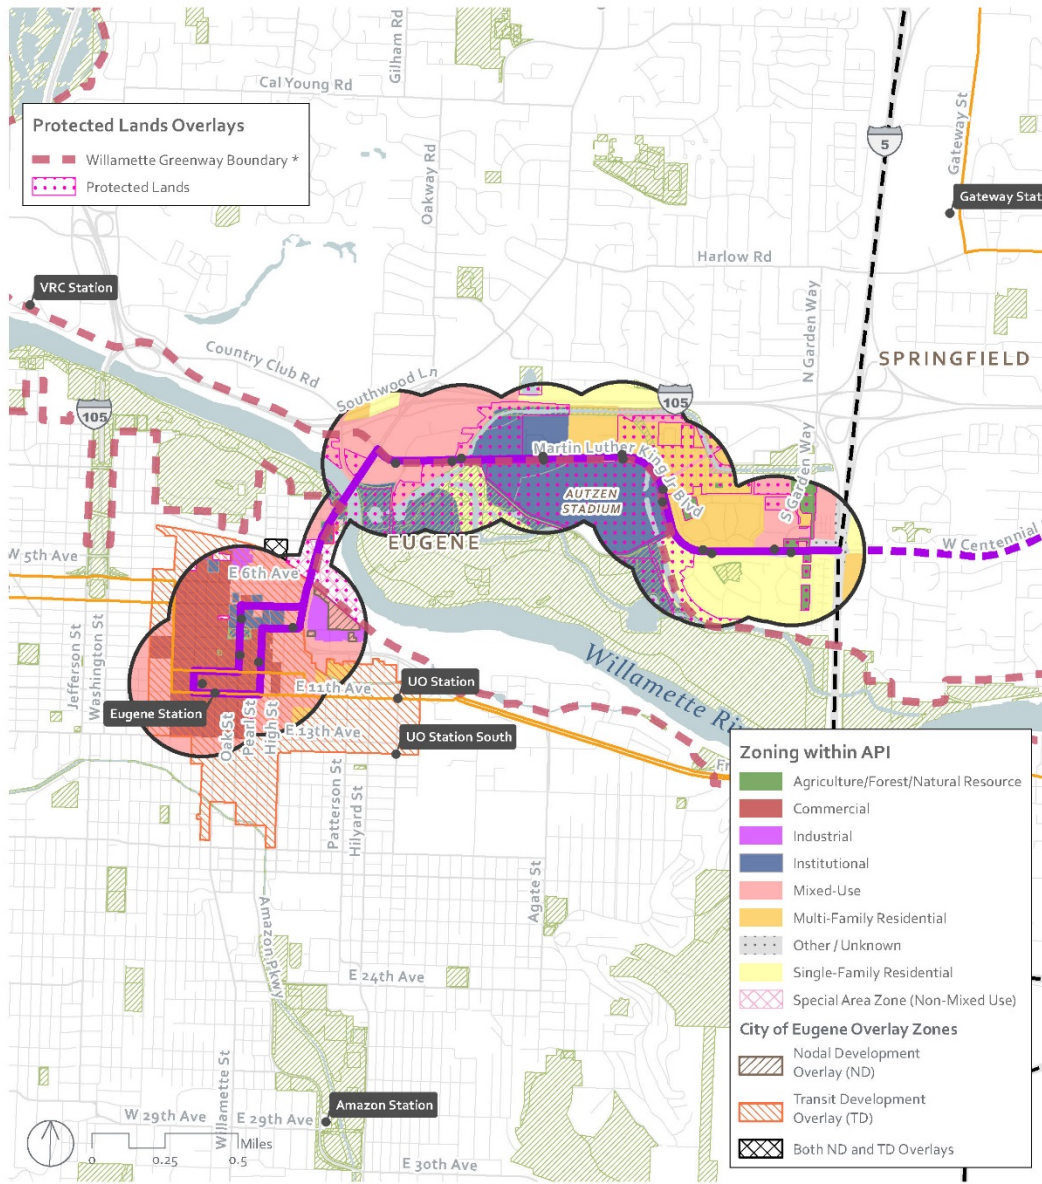 Cal Young Rd
Gilham Rd
Protected Lands Overlays
Willamette Greenway Boundary *
Protected Lands
Oakway Rd
5
Gateway St
Gateway Stat
Harlow Rd
VRC Station
N Garden Way
SPRINGFIELD
Country Club Rd
Southwood Ln
105
105
Martin Luther King Jr Blvd
S Garden Way
AUTZEN
STADIUM
EUGENE
W 5th Ave
E 6th Ave
W Centennial
Jefferson St
Washington St
Willamette Ri
E 11th Ave
UO Station
Eugene Station
Oak St
Pearl St
High St
E 13th Ave
UO Station South
Fr
Patterson St
Hilyard St
Agate St
Amazon Pkwy
E 24th Ave
Willamette St
Amazon Station
W 29th Ave
E 29th Ave
E 30th Ave
Miles
0
0.25
0.5
Zoning within API
Agriculture/Forest/Natural Resource
Commercial
Industrial
Institutional
Mixed-Use
Multi-Family Residential
Other / Unknown
Single-Family Residential
Special Area Zone (Non-Mixed Use)
City of Eugene Overlay Zones
Nodal Development
Overlay (ND)
Transit Development
Overlay (TD)
Both ND and TD Overlays